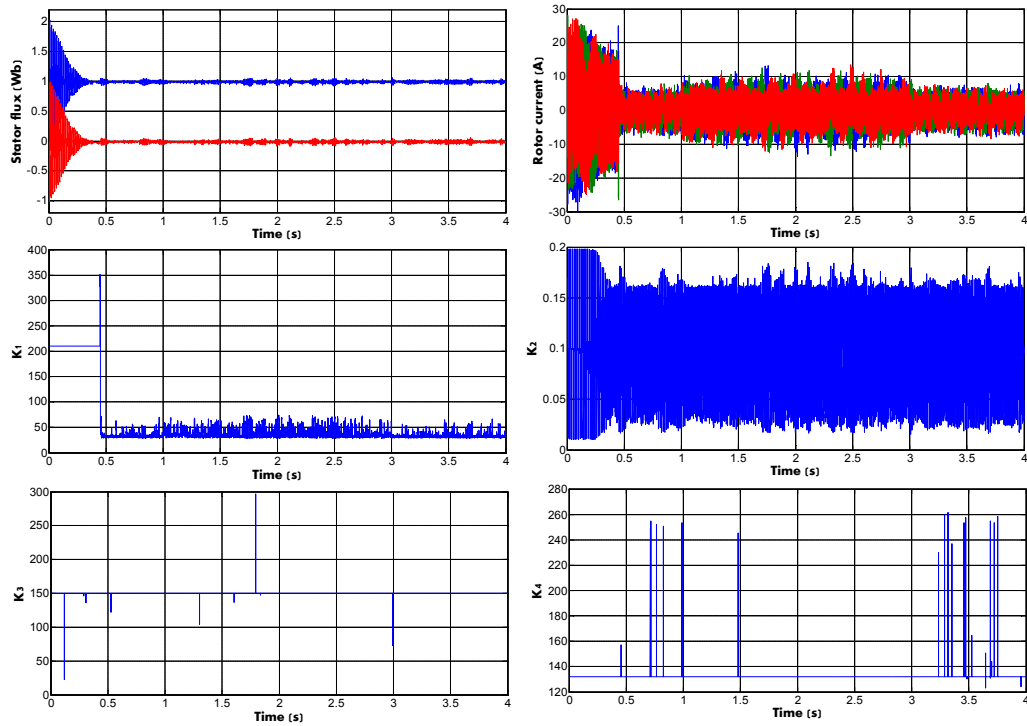 2
1.5
1
0.5
0
-0.5
-1
Stator flux (Wb)
0 0.5 1 1.5 2 2.5 3 3.5 4
Time (s)
30
20
10
0
-10
-20
-30
Rotor current (A)
0 0.5 1 1.5 2 2.5 3 3.5 4
Time (s)
400
350
300
250
200
150
100
50
0
K1
0 0.5 1 1.5 2 2.5 3 3.5 4
Time (s)
0.2
0.15
0.1
0.05
0
K2
0 0.5 1 1.5 2 2.5 3 3.5 4
Time (s)
300
250
200
150
100
50
0
K3
0 0.5 1 1.5 2 2.5 3 3.5 4
Time (s)
280
260
240
220
200
180
160
140
120
K4
0 0.5 1 1.5 2 2.5 3 3.5 4
Time (s)